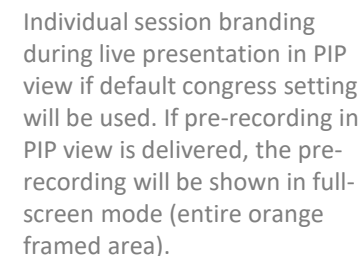 Individual session branding
during live presentation in PIP
view if default congress setting
will be used. If pre-recording in
PIP view is delivered, the pre-
recording will be shown in full-
screen mode (entire orange
framed area).